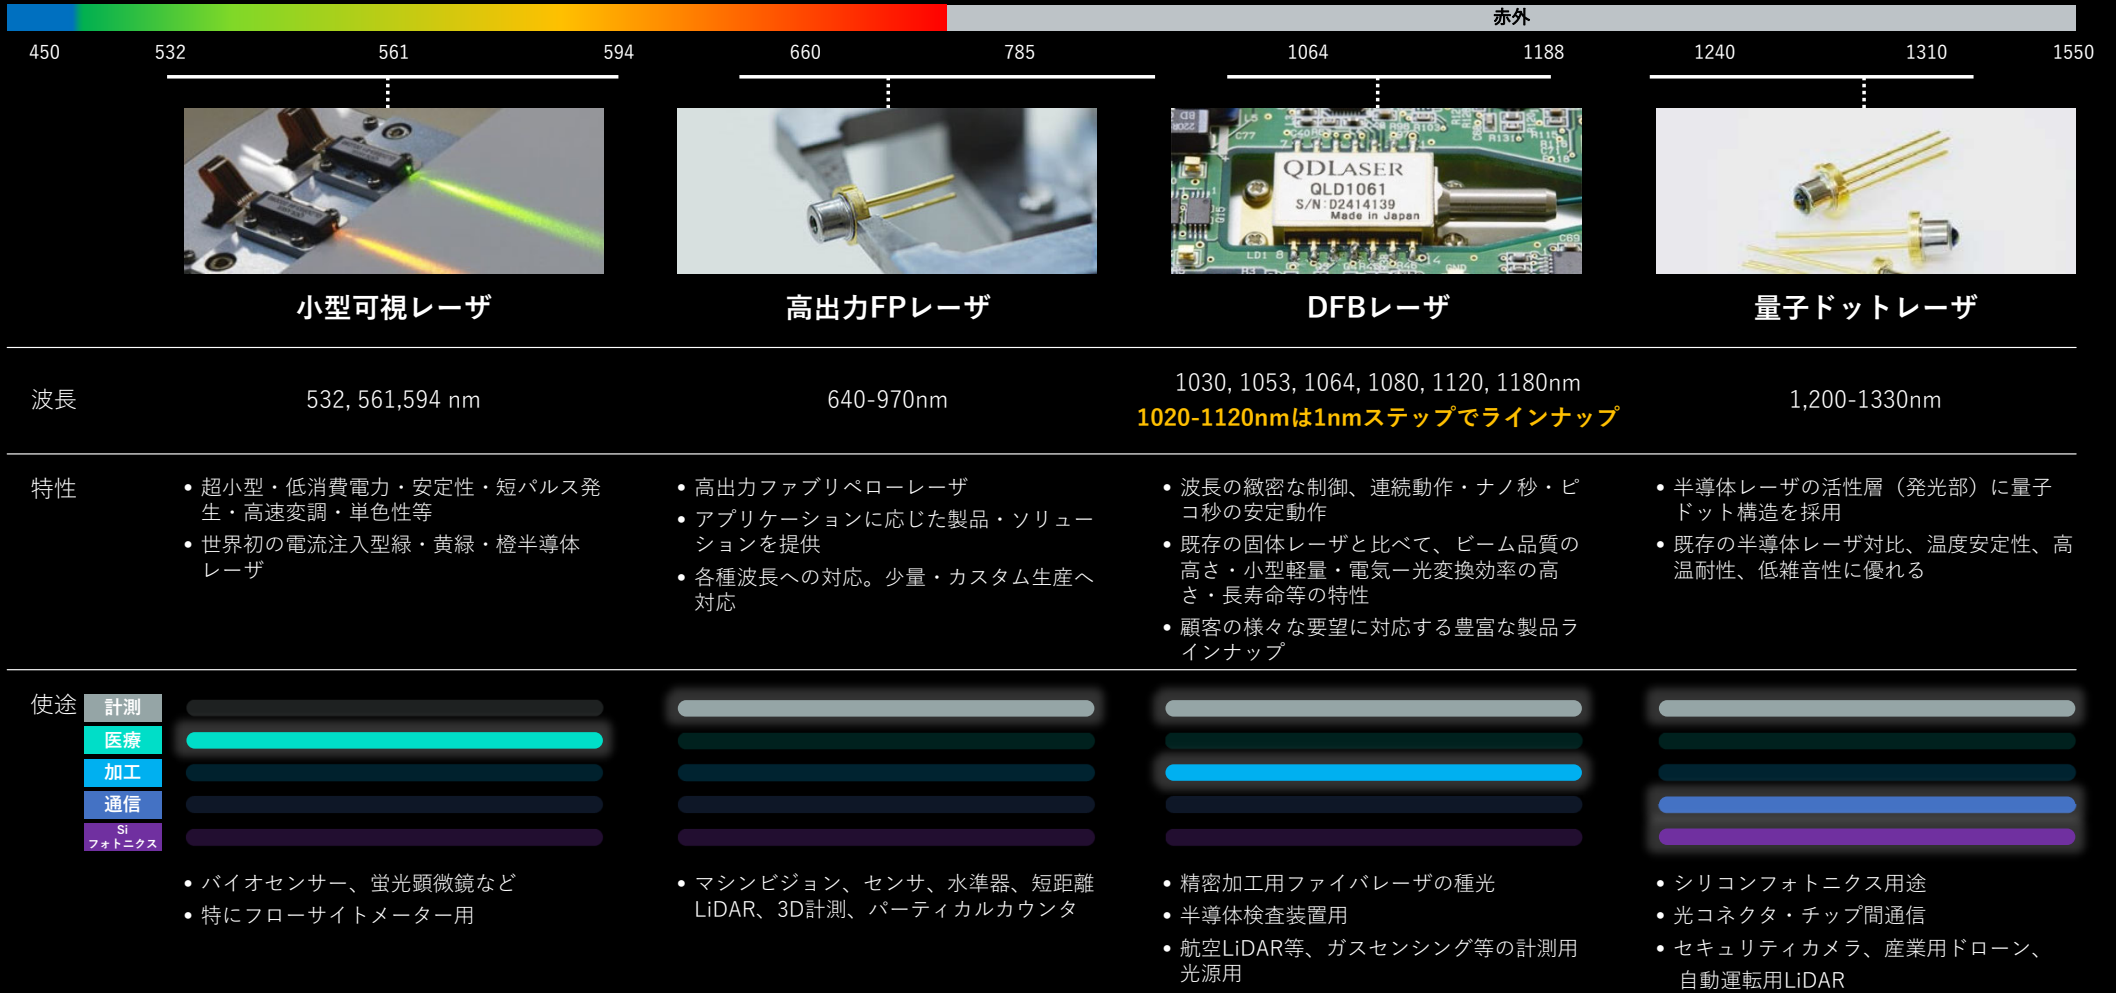 赤外
450 532 561 594 660 785 1064 1188 1240 1310 1550
QDLASER
QLD1061
S/N:D2414139
Made in Japan
小型可視レーザ
高出力FPレーザ
DFBレーザ
量子ドットレーザ
波長
532, 561,594 nm
640-970nm
1030, 1053, 1064, 1080, 1120, 1180nm
1020-1120nmは1nmステップでラインナップ
1,200-1330nm
特性
• 超小型・低消費電力・安定性・短パルス発
生・高速変調・単色性等
• 世界初の電流注入型緑・黄緑・橙半導体
レーザ
• 高出力ファブリペローレーザ
• アプリケーションに応じた製品・ソリュー
ションを提供
• 各種波長への対応。少量・カスタム生産へ
対応
• 波長の緻密な制御、連続動作・ナノ秒・ピ
コ秒の安定動作
• 既存の固体レーザと比べて、ビーム品質の
高さ・小型軽量・電気ー光変換効率の高
さ・長寿命等の特性
• 顧客の様々な要望に対応する豊富な製品ラ
インナップ
• 半導体レーザの活性層（発光部）に量子
ドット構造を採用
• 既存の半導体レーザ対比、温度安定性、高
温耐性、低雑音性に優れる
使途
計測
医療
加工
通信
Si
フォトニクス
• バイオセンサー、蛍光顕微鏡など
• 特にフローサイトメーター用
• マシンビジョン、センサ、水準器、短距離
LiDAR、3D計測、パーティカルカウンタ
• 精密加工用ファイバレーザの種光
• 半導体検査装置用
• 航空LiDAR等、ガスセンシング等の計測用
光源用
• シリコンフォトニクス用途
• 光コネクタ・チップ間通信
• セキュリティカメラ、産業用ドローン、
自動運転用LiDAR